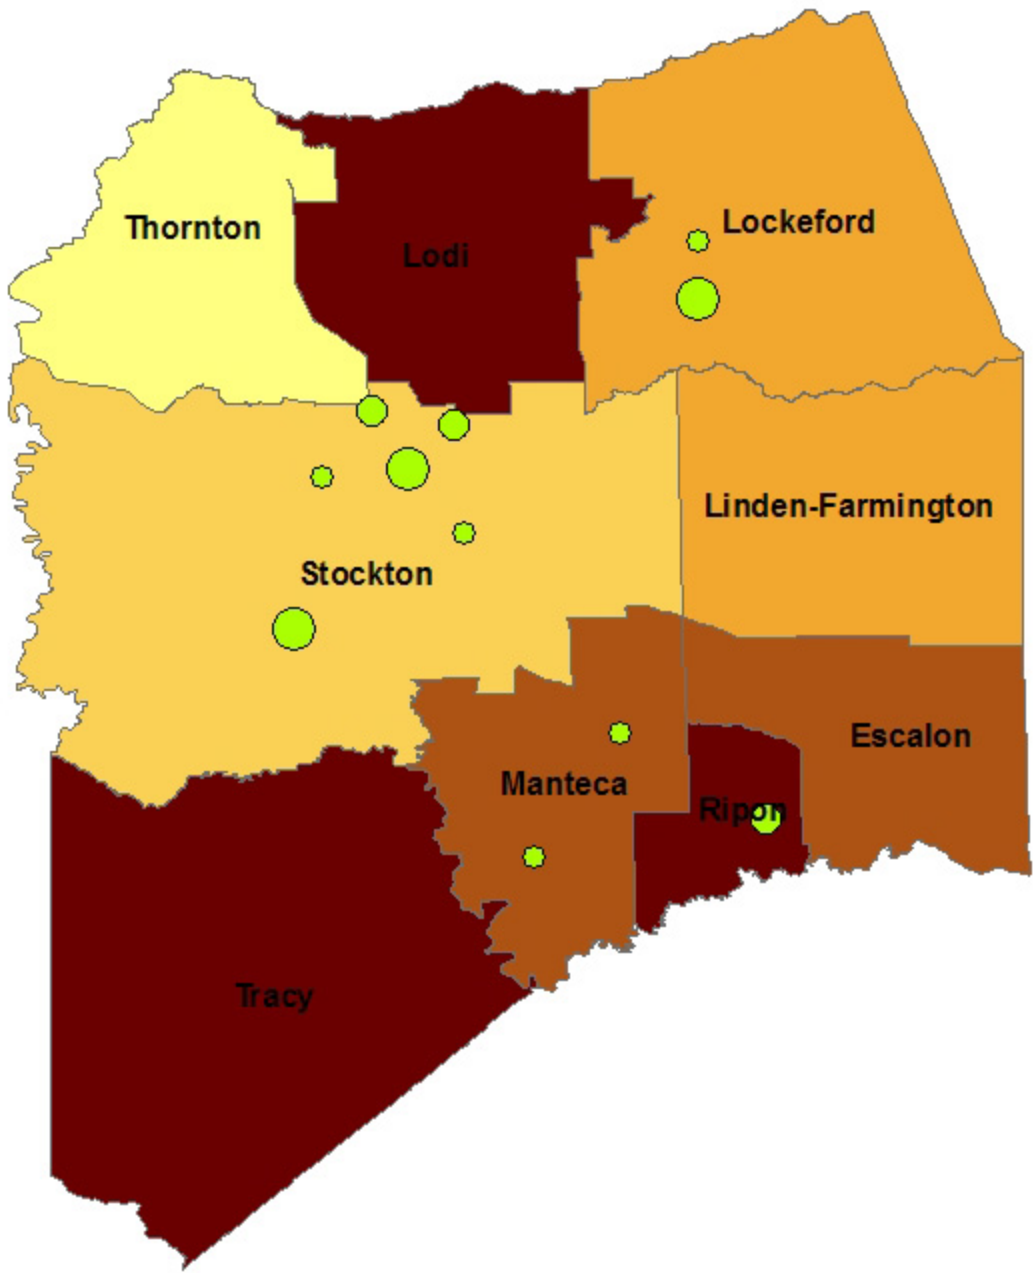 Thornton
Lodi
Lockeford
Linden-Farmington
Stockton
Escalon
Manteca
Ripon
Tracy